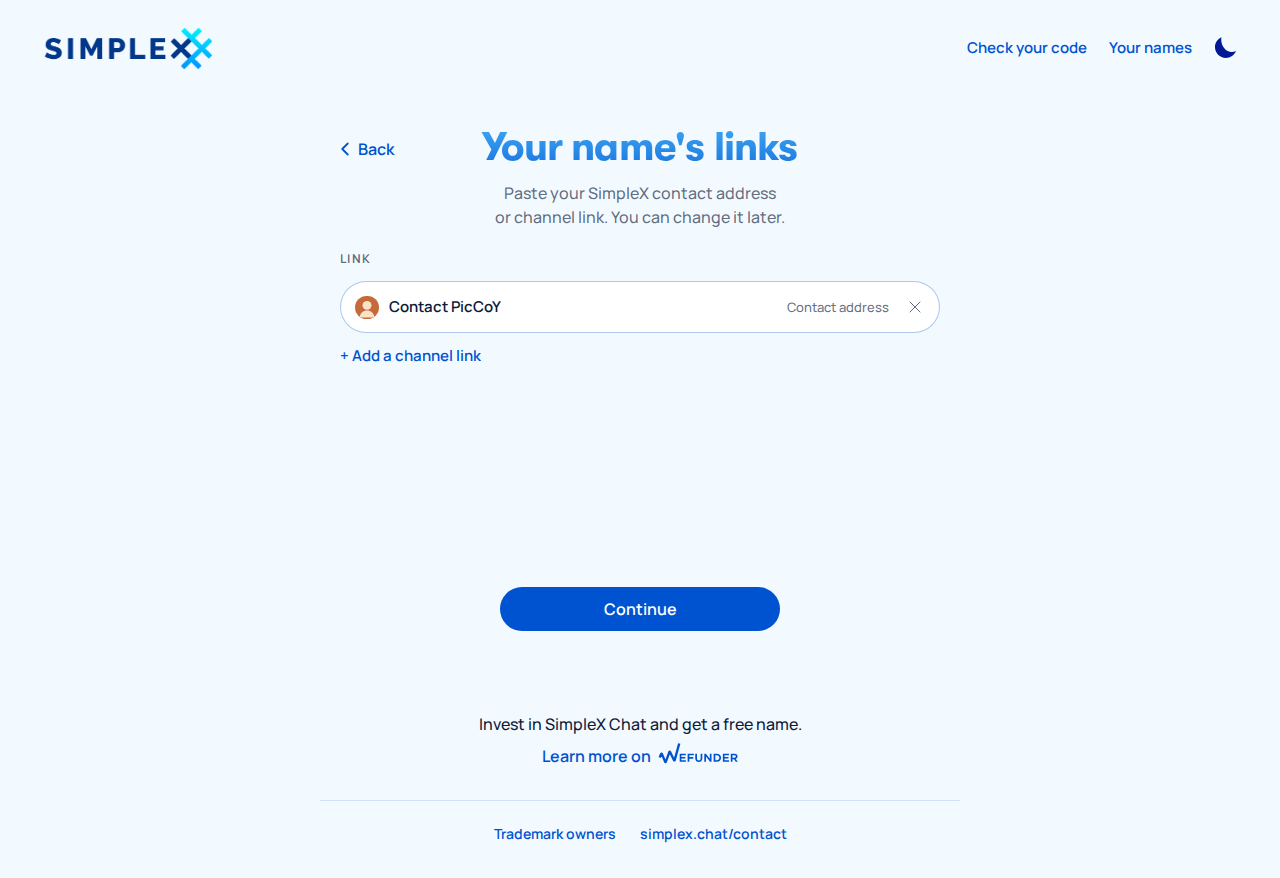 SIMPLEX
Check your code
Your names
Back
Your name's links
Paste your SimpleX contact address
or channel link. You can change it later.
LINK
Contact PicCoY
Contact address
+ Add a channel link
Continue
Invest in SimpleX Chat and get a free name.
Learn more on WEFUNDER
Trademark owners
simplex.chat/contact